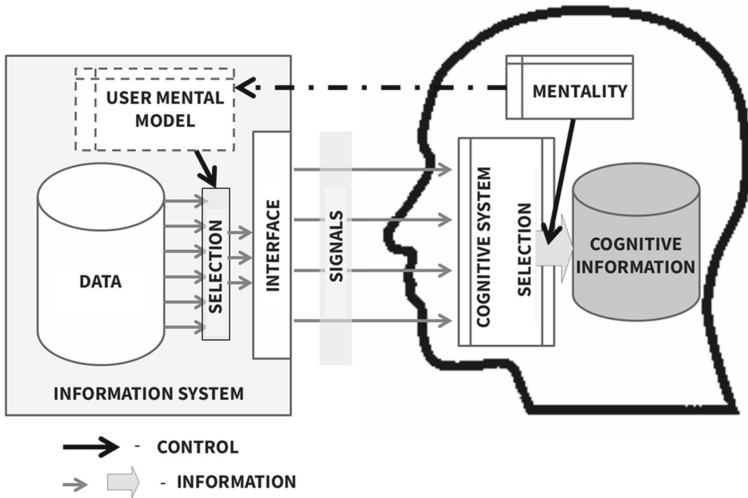 USER MENTAL
MODEL
MENTALITY
DATA
SELECTION
INTERFACE
SIGNALS
COGNITIVE SYSTEM
SELECTION
COGNITIVE
INFORMATION
INFORMATION SYSTEM
- CONTROL
- INFORMATION